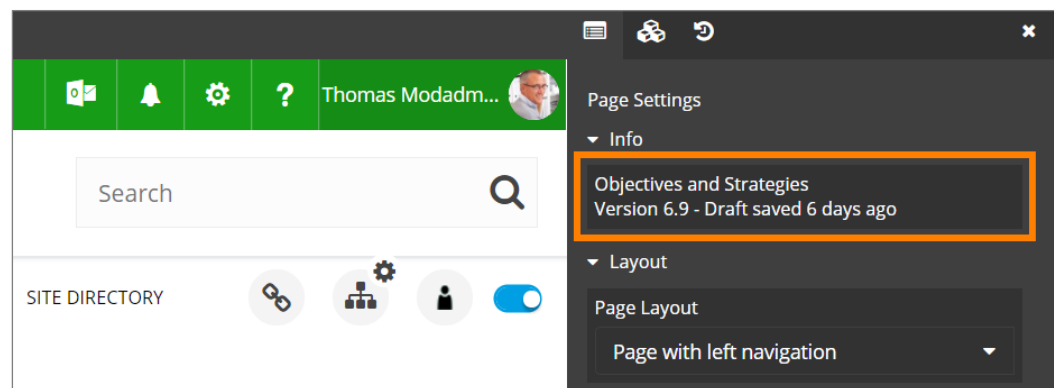 Thomas Modadm...
Search
SITE DIRECTORY
Page Settings
Info
Objectives and Strategies
Version 6.9 - Draft saved 6 days ago
Layout
Page Layout
Page with left navigation